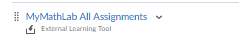 MyMathLab All Assignments
External Learning Tool